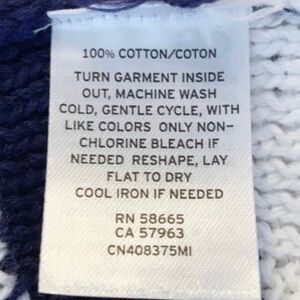 100% COTTON/COTON
TURN GARMENT INSIDE
OUT, MACHINE WASH
COLD, GENTLE CYCLE, WITH
LIKE COLORS ONLY NON-
CHLORINE BLEACH IF
NEEDED RESHAPE, LAY
FLAT TO DRY
COOL IRON IF NEEDED
RN 58665
CA 57963
CN408375MI